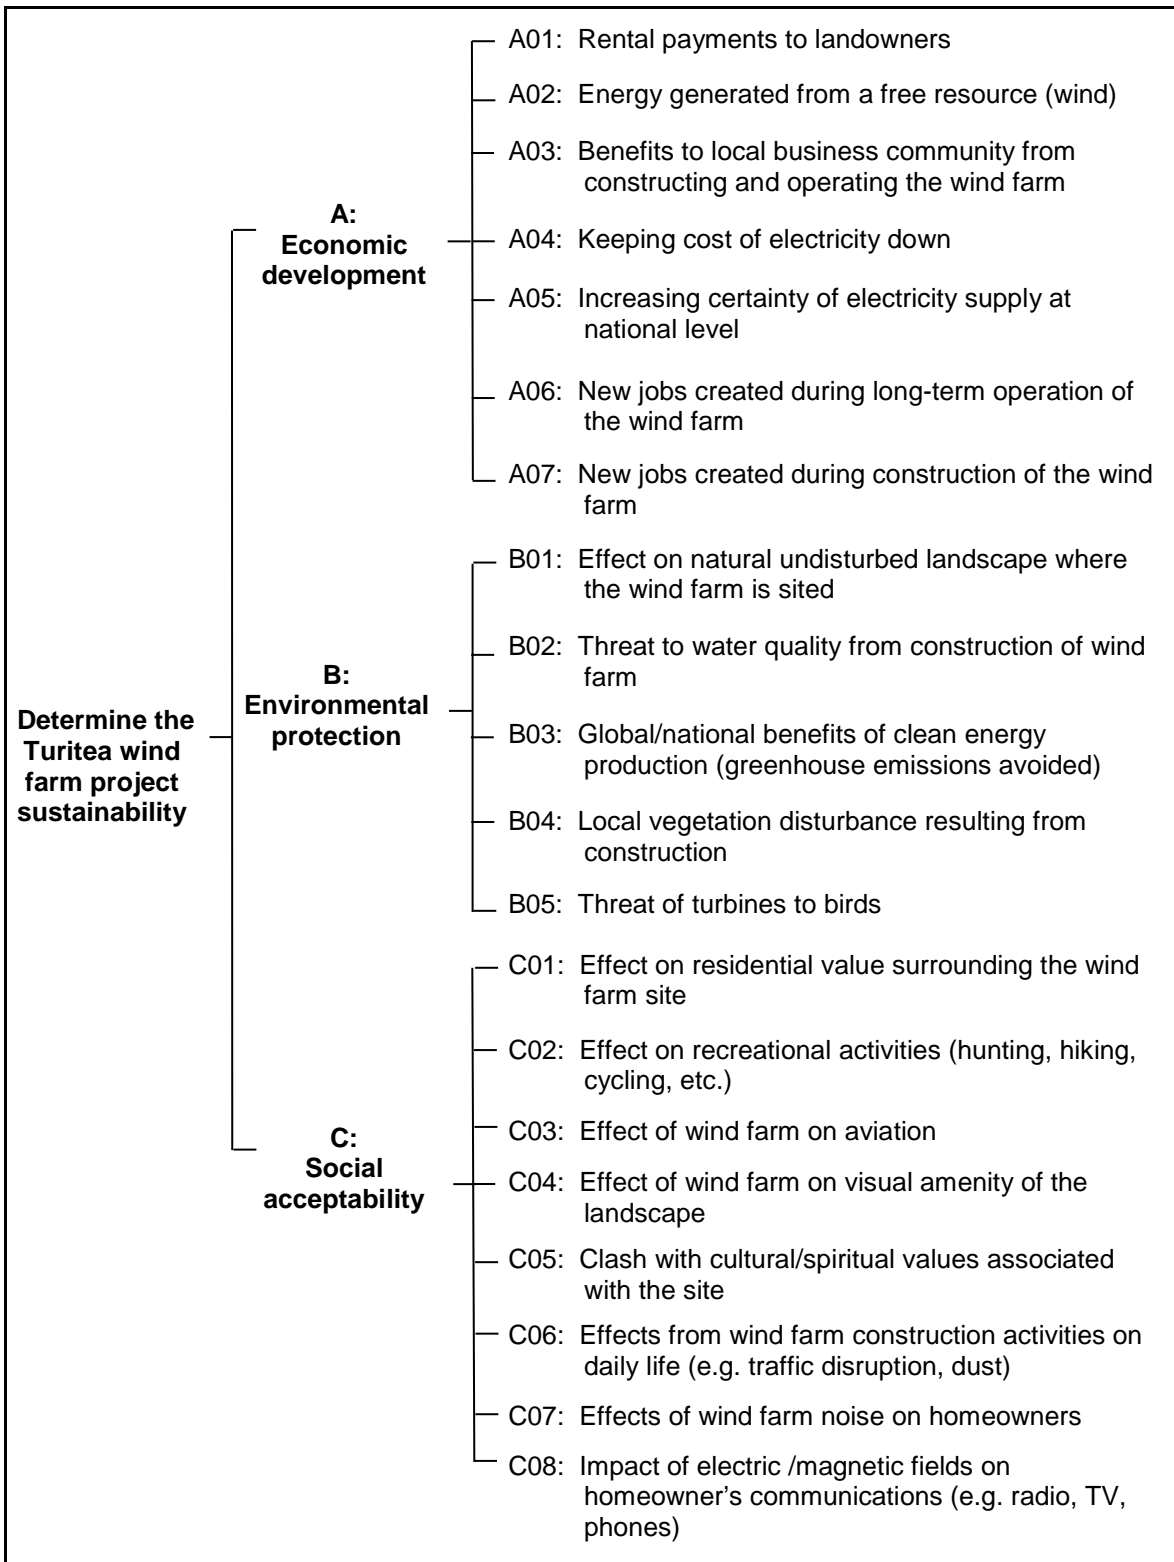 A01: Rental payments to landowners
A02: Energy generated from a free resource (wind)
A03: Benefits to local business community from
constructing and operating the wind farm
A:
Economic
development
A04: Keeping cost of electricity down
A05: Increasing certainty of electricity supply at
national level
A06: New jobs created during long-term operation of
the wind farm
A07: New jobs created during construction of the wind
farm
B01: Effect on natural undisturbed landscape where
the wind farm is sited
B02: Threat to water quality from construction of wind
farm
B:
Environmental
protection
Determine the
Turitea wind
farm project
sustainability
B03: Global/national benefits of clean energy
production (greenhouse emissions avoided)
B04: Local vegetation disturbance resulting from
construction
B05: Threat of turbines to birds
C01: Effect on residential value surrounding the wind
farm site
C02: Effect on recreational activities (hunting, hiking,
cycling, etc.)
C03: Effect of wind farm on aviation
C:
Social
acceptability
C04: Effect of wind farm on visual amenity of the
landscape
C05: Clash with cultural/spiritual values associated
with the site
C06: Effects from wind farm construction activities on
daily life (e.g. traffic disruption, dust)
C07: Effects of wind farm noise on homeowners
C08: Impact of electric /magnetic fields on
homeowner's communications (e.g. radio, TV,
phones)